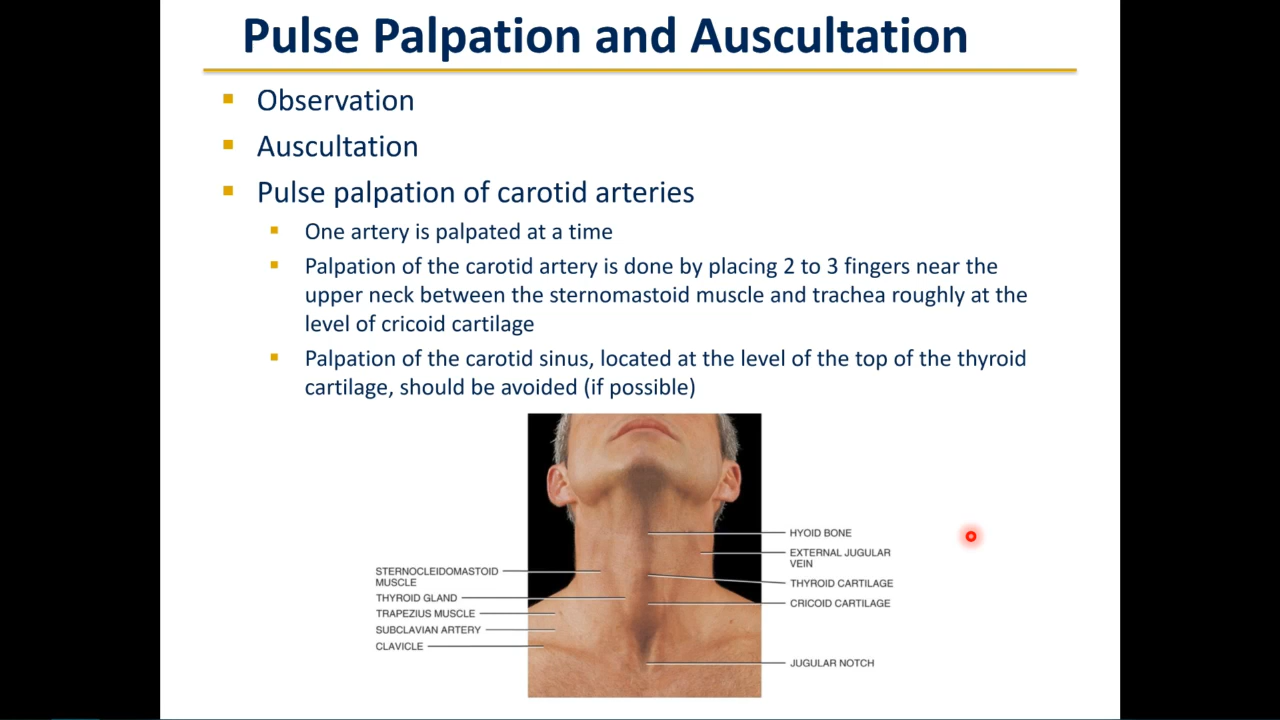 Pulse Palpation and Auscultation
Observation
Auscultation
Pulse palpation of carotid arteries
One artery is palpated at a time
Palpation of the carotid artery is done by placing 2 to 3 fingers near the
upper neck between the sternomastoid muscle and trachea roughly at the
level of cricoid cartilage
Palpation of the carotid sinus, located at the level of the top of the thyroid
cartilage, should be avoided (if possible)
STERNOCLEIDOMASTOID
MUSCLE
THYROID GLAND
TRAPEZIUS MUSCLE
SUBCLAVIAN ARTERY
CLAVICLE
HYOID BONE
EXTERNAL JUGULAR
VEIN
THYROID CARTILAGE
CRICOID CARTILAGE
JUGULAR NOTCH